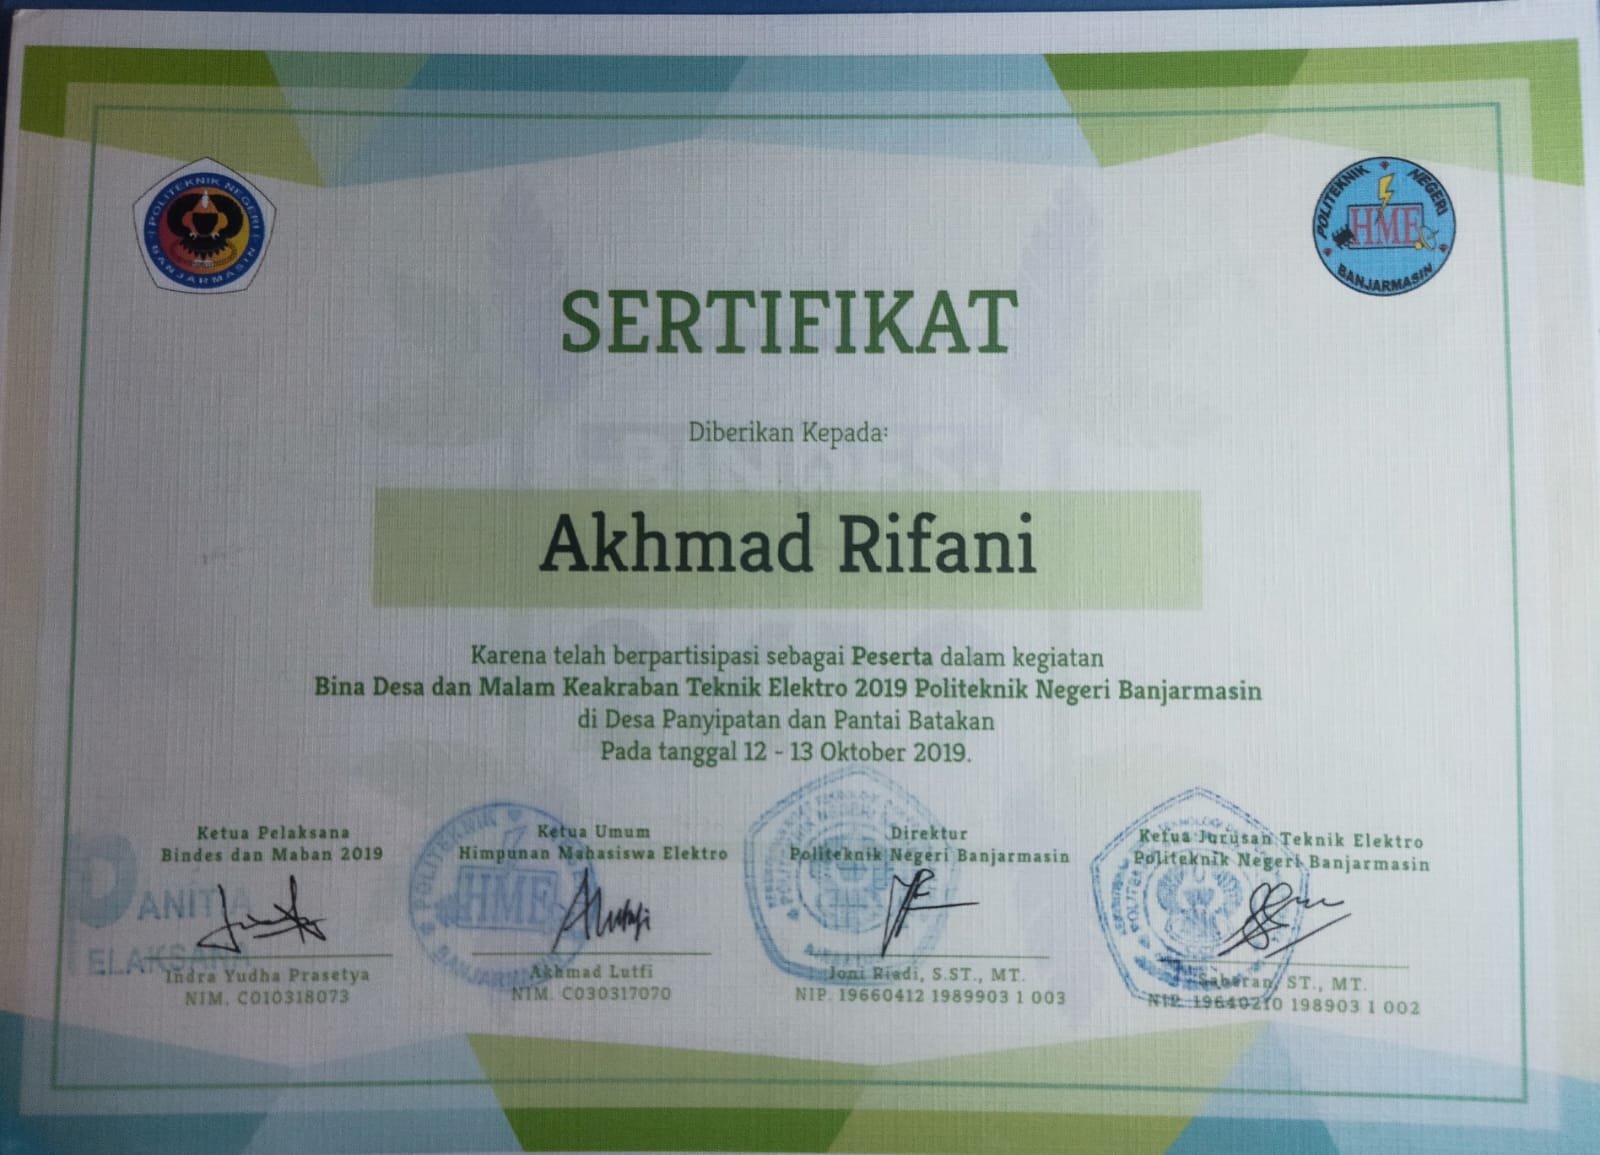 POLITEKNIK NEGERI
BANJARMASIN
POLITEKNIK NEGERI
HME
BANJARMASIN
SERTIFIKAT
Diberikan Kepada:
Akhmad Rifani
Karena telah berpartisipasi sebagai Peserta dalam kegiatan
Bina Desa dan Malam Keakraban Teknik Elektro 2019 Politeknik Negeri Banjarmasin
di Desa Panyipatan dan Pantai Batakan
Pada tanggal 12 - 13 Oktober 2019.
Ketua Pelaksana
Bindes dan Maban 2019
PANITIA
PELAKSANA
Indra Yudha Prasetya
NIM. C010318073
Ketua Umum
Himpunan Mahasiswa Elektro
POLITEKNIK
HME
Akhmad Lutfi
NIM. C030317070
Direktur
Politeknik Negeri Banjarmasin
Joni Riadi, S.ST., MT.
NIP. 19660412 1989903 1 003
Ketua Jurusan Teknik Elektro
Politeknik Negeri Banjarmasin
Saberan, ST., MT.
NIP. 19640210 198903 1 002